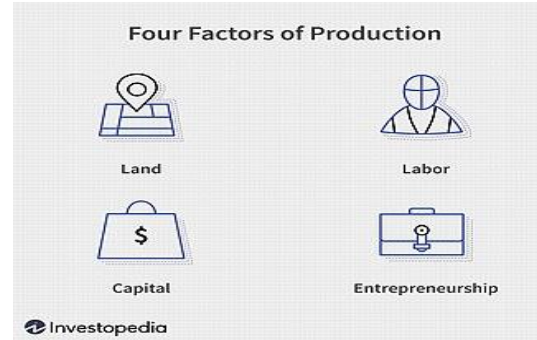 Four Factors of Production
Land
Labor
$
Capital
Entrepreneurship
Investopedia